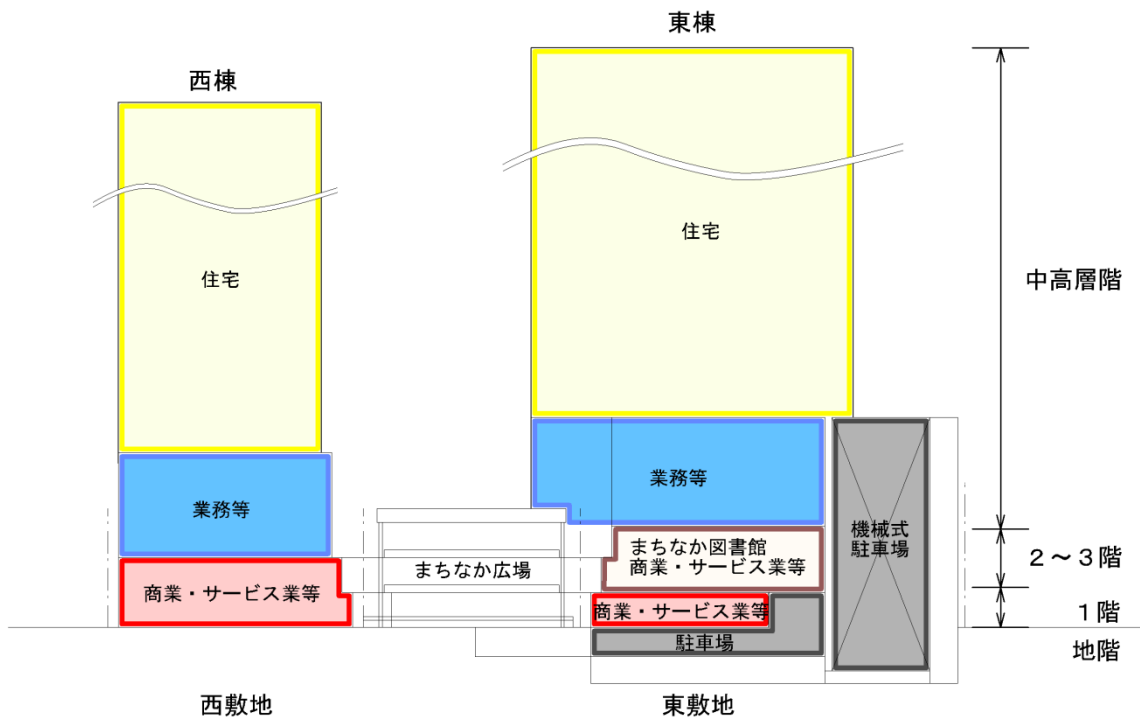 東棟
西棟
住宅
住宅
中高層階
業務等
業務等
機械式
駐車場
まちなか図書館
商業・サービス業等
まちなか広場
2～3階
商業・サービス業等
商業・サービス業等
1階
駐車場
地階
西敷地
東敷地